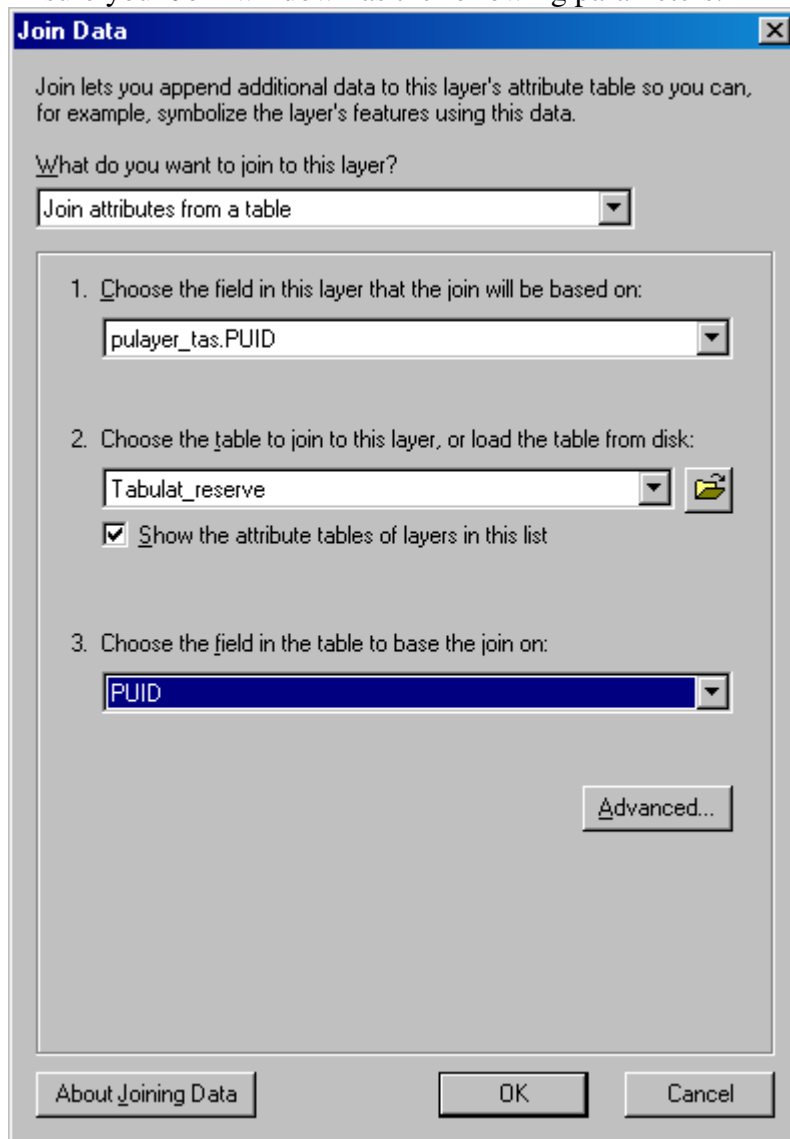 Join Data
Join lets you append additional data to this layer's attribute table so you can,
for example, symbolize the layer's features using this data.
What do you want to join to this layer?
Join attributes from a table
1. Choose the field in this layer that the join will be based on:
pulayer_tas.PUID
2. Choose the table to join to this layer, or load the table from disk:
Tabulat_reserve
Show the attribute tables of layers in this list
3. Choose the field in the table to base the join on:
PUID
Advanced...
About Joining Data
OK
Cancel